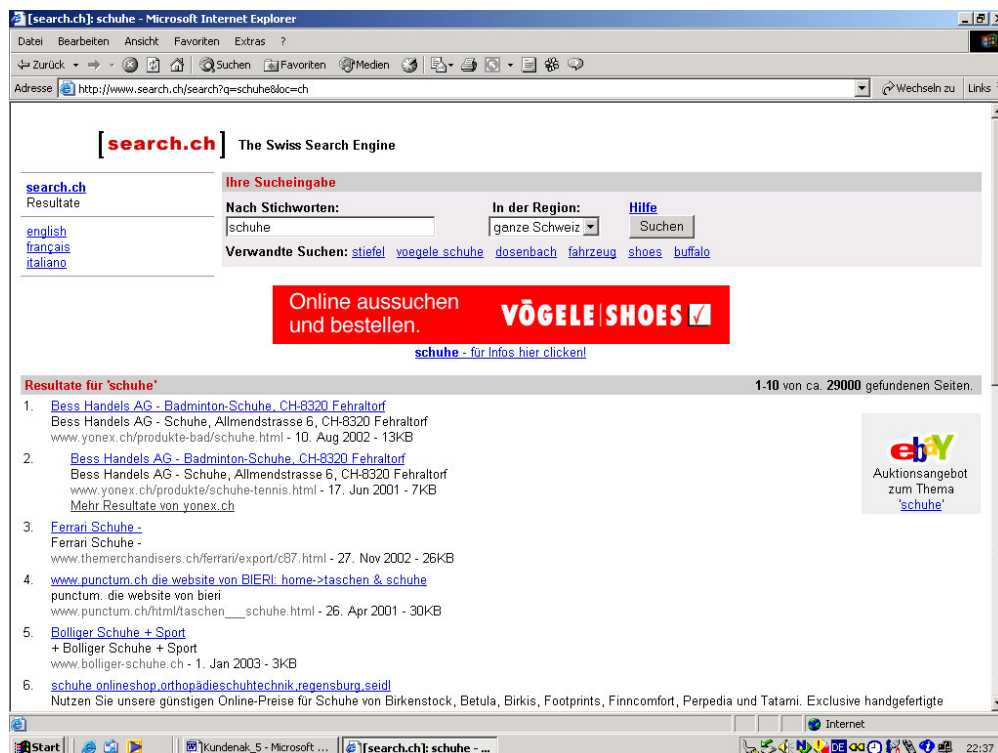 [search.ch]: schuhe - Microsoft Internet Explorer
Datei Bearbeiten Ansicht Favoriten Extras ?
Zurück Suchen Favoriten Medien
Adresse http://www.search.ch/search?q=schuhe&loc=ch Wechseln zu Links
[search.ch] The Swiss Search Engine
search.ch
Resultate
english
français
italiano
Ihre Sucheingabe
Nach Stichworten: In der Region: Hilfe
schuhe ganze Schweiz Suchen
Verwandte Suchen: stiefel voegele schuhe dosenbach fahrzeug shoes buffalo
Online aussuchen
und bestellen.
VÖGELE SHOES
schuhe - für Infos hier clicken!
Resultate für 'schuhe' 1-10 von ca. 29000 gefundenen Seiten.
1. Bess Handels AG - Badminton-Schuhe, CH-8320 Fehraltorf
Bess Handels AG - Schuhe, Allmendstrasse 6, CH-8320 Fehraltorf
www.yonex.ch/produkte-bad/schuhe.html - 10. Aug 2002 - 13KB
2. Bess Handels AG - Badminton-Schuhe, CH-8320 Fehraltorf
Bess Handels AG - Schuhe, Allmendstrasse 6, CH-8320 Fehraltorf
www.yonex.ch/produkte/schuhe-tennis.html - 17. Jun 2001 - 7KB
Mehr Resultate von yonex.ch
3. Ferrari Schuhe -
Ferrari Schuhe -
www.themerchandisers.ch/ferrari/export/c87.html - 27. Nov 2002 - 26KB
4. www.punctum.ch die website von BIERI: home->taschen & schuhe
punctum. die website von bieri
www.punctum.ch/html/taschen___schuhe.html - 26. Apr 2001 - 30KB
5. Bolliger Schuhe + Sport
+ Bolliger Schuhe + Sport
www.bolliger-schuhe.ch - 1. Jan 2003 - 3KB
6. schuhe onlineshop,orthopädieschuhtechnik,regensburg,seidl
Nutzen Sie unsere günstigen Online-Preise für Schuhe von Birkenstock, Betula, Birkis, Footprints, Finncomfort, Perpedia und Tatami. Exclusive handgefertigte
ebaY
Auktionsangebot
zum Thema
'schuhe'
Internet
Start Kundenak_5 - Microsoft ... [search.ch]: schuhe - ... DE 22:37